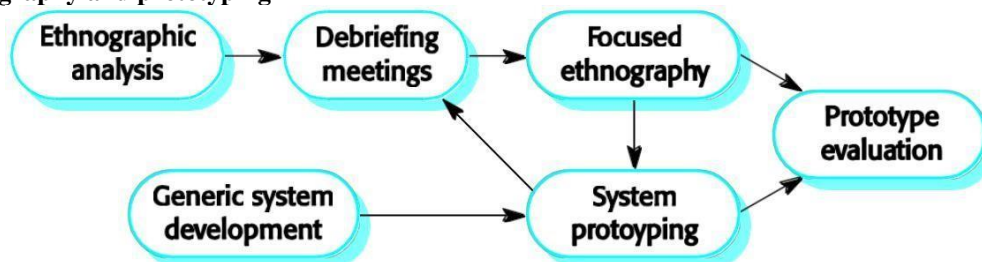 Ethnographic
analysis
Debriefing
meetings
Focused
ethnography
Prototype
evaluation
Generic system
development
System
protoyping